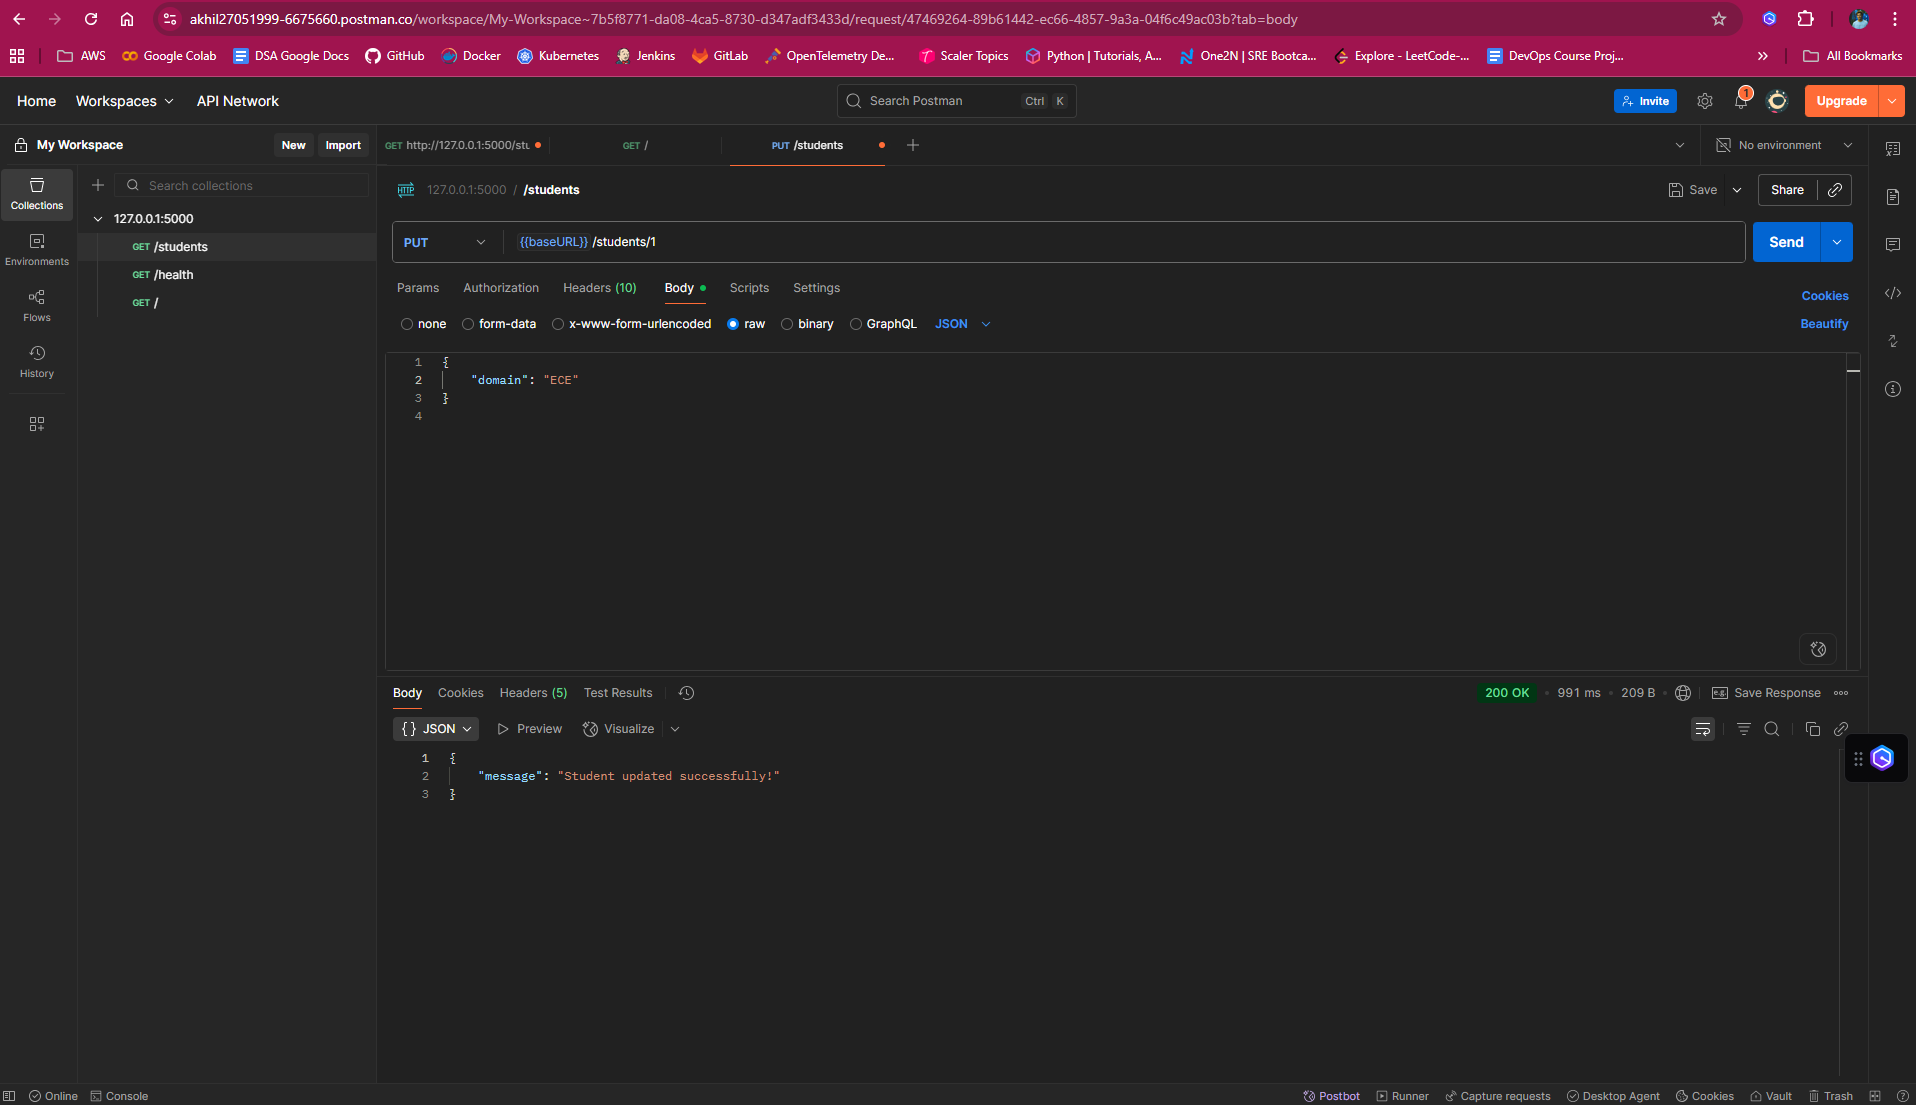 akhil27051999-6675660.postman.co/workspace/My-Workspace~7b5f8771-da08-4ca5-8730-d347adf3433d/request/47469264-89b61442-ec66-4857-9a3a-04f6c49ac03b?tab=body
AWS Google Colab DSA Google Docs GitHub Docker Kubernetes Jenkins GitLab OpenTelemetry De... Scaler Topics Python | Tutorials, A... One2N | SRE Bootca... Explore - LeetCode-... DevOps Course Proj... » All Bookmarks
Home Workspaces API Network Search Postman Ctrl K Invite 1 Upgrade
My Workspace New Import GET http://127.0.0.1:5000/stu GET / PUT /students No environment
Search collections
127.0.0.1:5000 / /students Save Share
Collections
127.0.0.1:5000
GET /students
GET /health
GET /
Environments
Flows
History
PUT {{baseURL}} /students/1 Send
Params Authorization Headers (10) Body Scripts Settings Cookies
none form-data x-www-form-urlencoded raw binary GraphQL JSON Beautify
1 {
2 "domain": "ECE"
3 }
4
Body Cookies Headers (5) Test Results 200 OK • 991 ms • 209 B • e.g. Save Response
{} JSON Preview Visualize
1 {
2 "message": "Student updated successfully!"
3 }
Online Console Postbot Runner Capture requests Desktop Agent Cookies Vault Trash